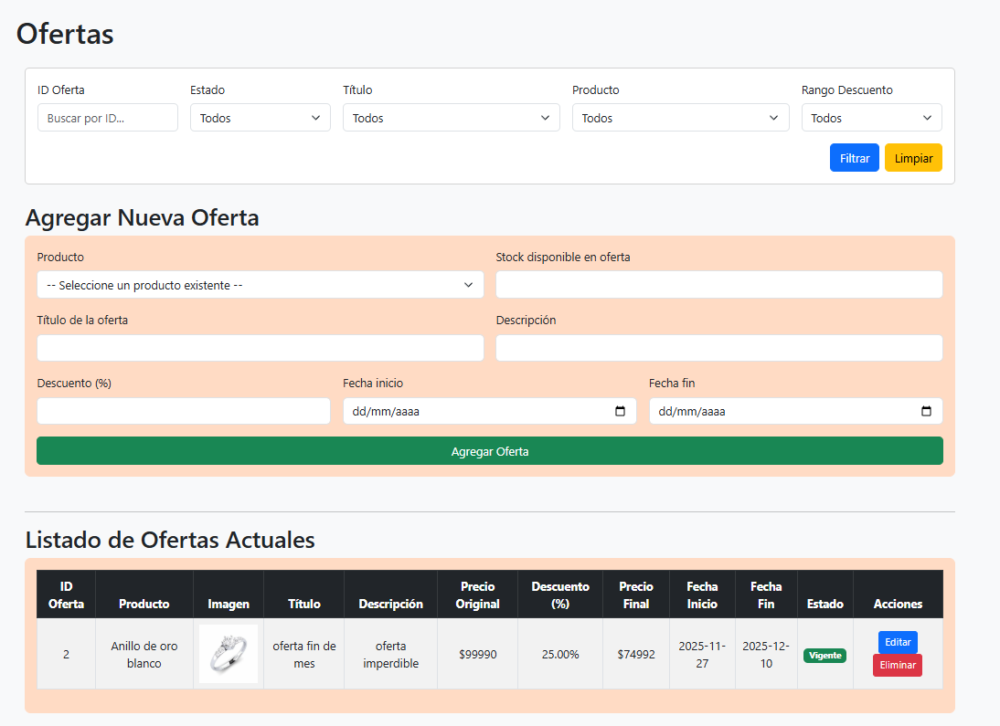 Ofertas
ID Oferta Estado Título Producto Rango Descuento
Buscar por ID... Todos Todos Todos Todos
Filtrar Limpiar
Agregar Nueva Oferta
Producto Stock disponible en oferta
-- Seleccione un producto existente --
Título de la oferta Descripción
Descuento (%) Fecha inicio Fecha fin
dd/mm/aaaa dd/mm/aaaa
Agregar Oferta
Listado de Ofertas Actuales
ID Oferta Producto Imagen Título Descripción Precio Original Descuento (%) Precio Final Fecha Inicio Fecha Fin Estado Acciones
2 Anillo de oro blanco oferta fin de mes oferta imperdible $99990 25.00% $74992 2025-11-27 2025-12-10 Vigente Editar
Eliminar